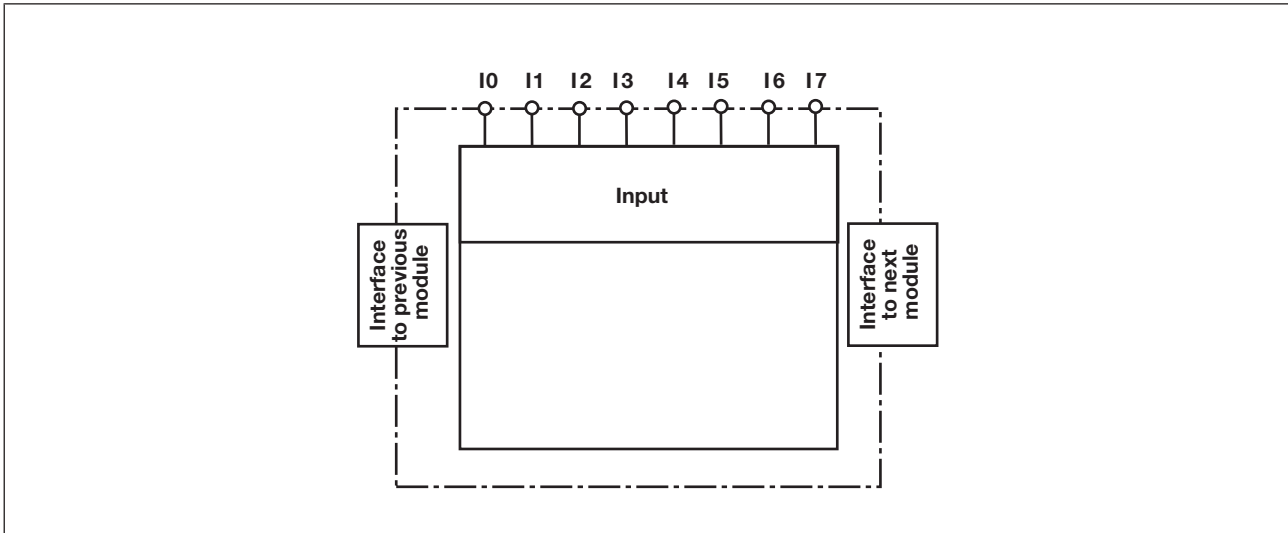 I0 I1 I2 I3 I4 I5 I6 I7
Input
Interface
to previous
module
Interface
to next
module